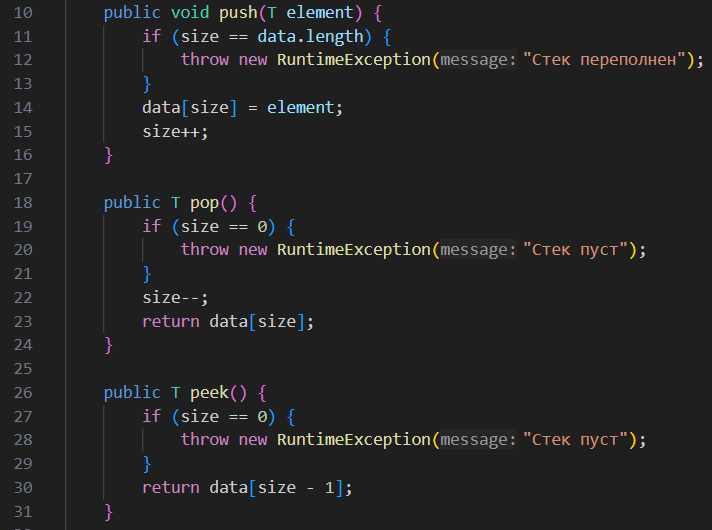 10 public void push(T element) {
11 if (size == data.length) {
12 throw new RuntimeException(message: "Стек переполнен");
13 }
14 data[size] = element;
15 size++;
16 }
17
18 public T pop() {
19 if (size == 0) {
20 throw new RuntimeException(message: "Стек пуст");
21 }
22 size--;
23 return data[size];
24 }
25
26 public T peek() {
27 if (size == 0) {
28 throw new RuntimeException(message: "Стек пуст");
29 }
30 return data[size - 1];
31 }